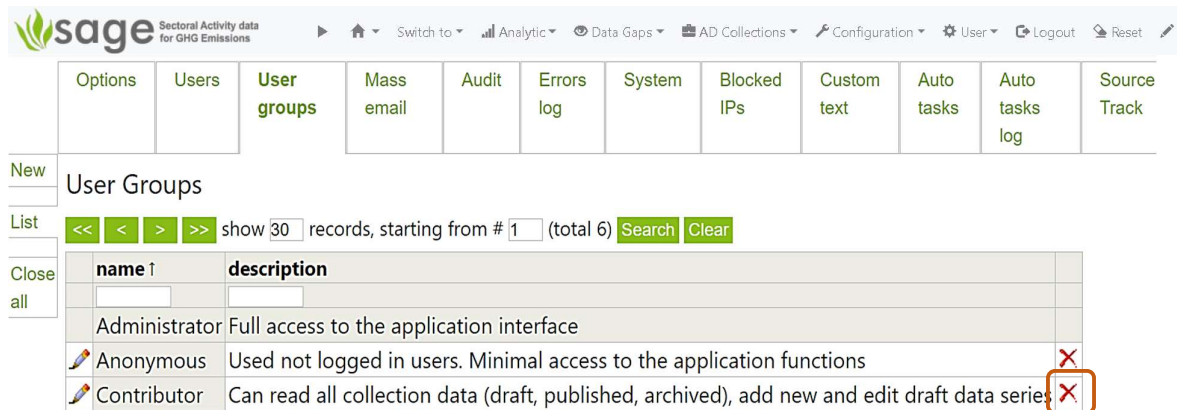 sage Sectoral Activity data
for GHG Emissions
Switch to Analytic Data Gaps AD Collections Configuration User Logout Reset
Options Users User groups Mass email Audit Errors log System Blocked IPs Custom text Auto tasks Auto tasks log Source Track
New
User Groups
List
<< < > >> show 30 records, starting from # 1 (total 6) Search Clear
Close all
name↑ description
Administrator Full access to the application interface
Anonymous Used not logged in users. Minimal access to the application functions
Contributor Can read all collection data (draft, published, archived), add new and edit draft data series